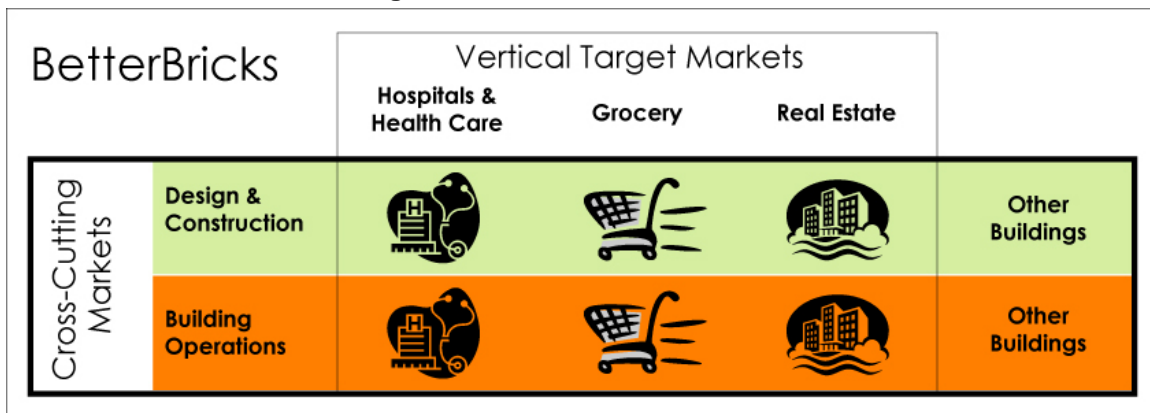 BetterBricks
Vertical Target Markets
Hospitals &
Health Care
Grocery
Real Estate
Cross-Cutting
Markets
Design &
Construction
H
Other
Buildings
Building
Operations
H
Other
Buildings